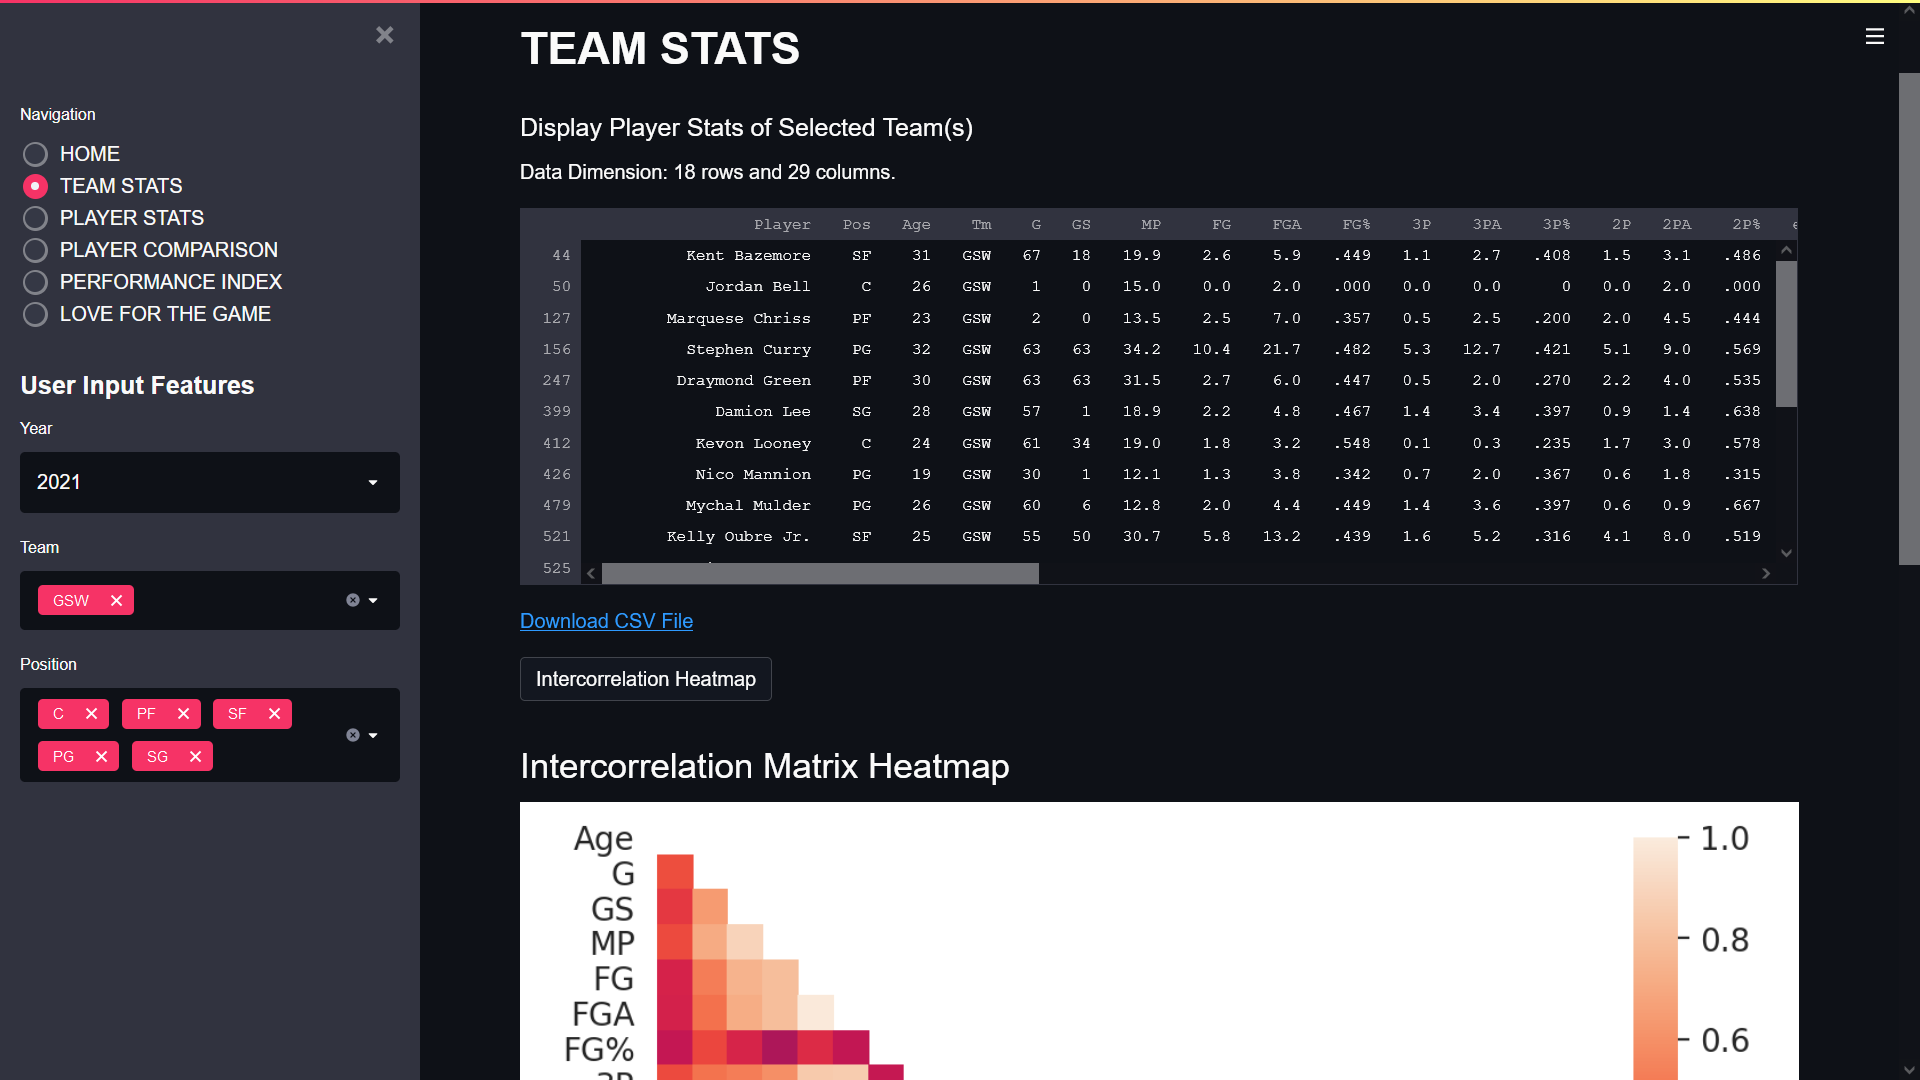 Navigation
HOME
TEAM STATS
PLAYER STATS
PLAYER COMPARISON
PERFORMANCE INDEX
LOVE FOR THE GAME
User Input Features
Year
2021
Team
GSW
Position
C PF SF
PG SG
TEAM STATS
Display Player Stats of Selected Team(s)
Data Dimension: 18 rows and 29 columns.
Player Pos Age Tm G GS MP FG FGA FG% 3P 3PA 3P% 2P 2PA 2P%
44 Kent Bazemore SF 31 GSW 67 18 19.9 2.6 5.9 .449 1.1 2.7 .408 1.5 3.1 .486
50 Jordan Bell C 26 GSW 1 0 15.0 0.0 2.0 .000 0.0 0.0 0 0.0 2.0 .000
127 Marquese Chriss PF 23 GSW 2 0 13.5 2.5 7.0 .357 0.5 2.5 .200 2.0 4.5 .444
156 Stephen Curry PG 32 GSW 63 63 34.2 10.4 21.7 .482 5.3 12.7 .421 5.1 9.0 .569
247 Draymond Green PF 30 GSW 63 63 31.5 2.7 6.0 .447 0.5 2.0 .270 2.2 4.0 .535
399 Damion Lee SG 28 GSW 57 1 18.9 2.2 4.8 .467 1.4 3.4 .397 0.9 1.4 .638
412 Kevon Looney C 24 GSW 61 34 19.0 1.8 3.2 .548 0.1 0.3 .235 1.7 3.0 .578
426 Nico Mannion PG 19 GSW 30 1 12.1 1.3 3.8 .342 0.7 2.0 .367 0.6 1.8 .315
479 Mychal Mulder PG 26 GSW 60 6 12.8 2.0 4.4 .449 1.4 3.6 .397 0.6 0.9 .667
521 Kelly Oubre Jr. SF 25 GSW 55 50 30.7 5.8 13.2 .439 1.6 5.2 .316 4.1 8.0 .519
525
Download CSV File
Intercorrelation Heatmap
Intercorrelation Matrix Heatmap
Age
G
GS
MP
FG
FGA
FG%
1.0
0.8
0.6